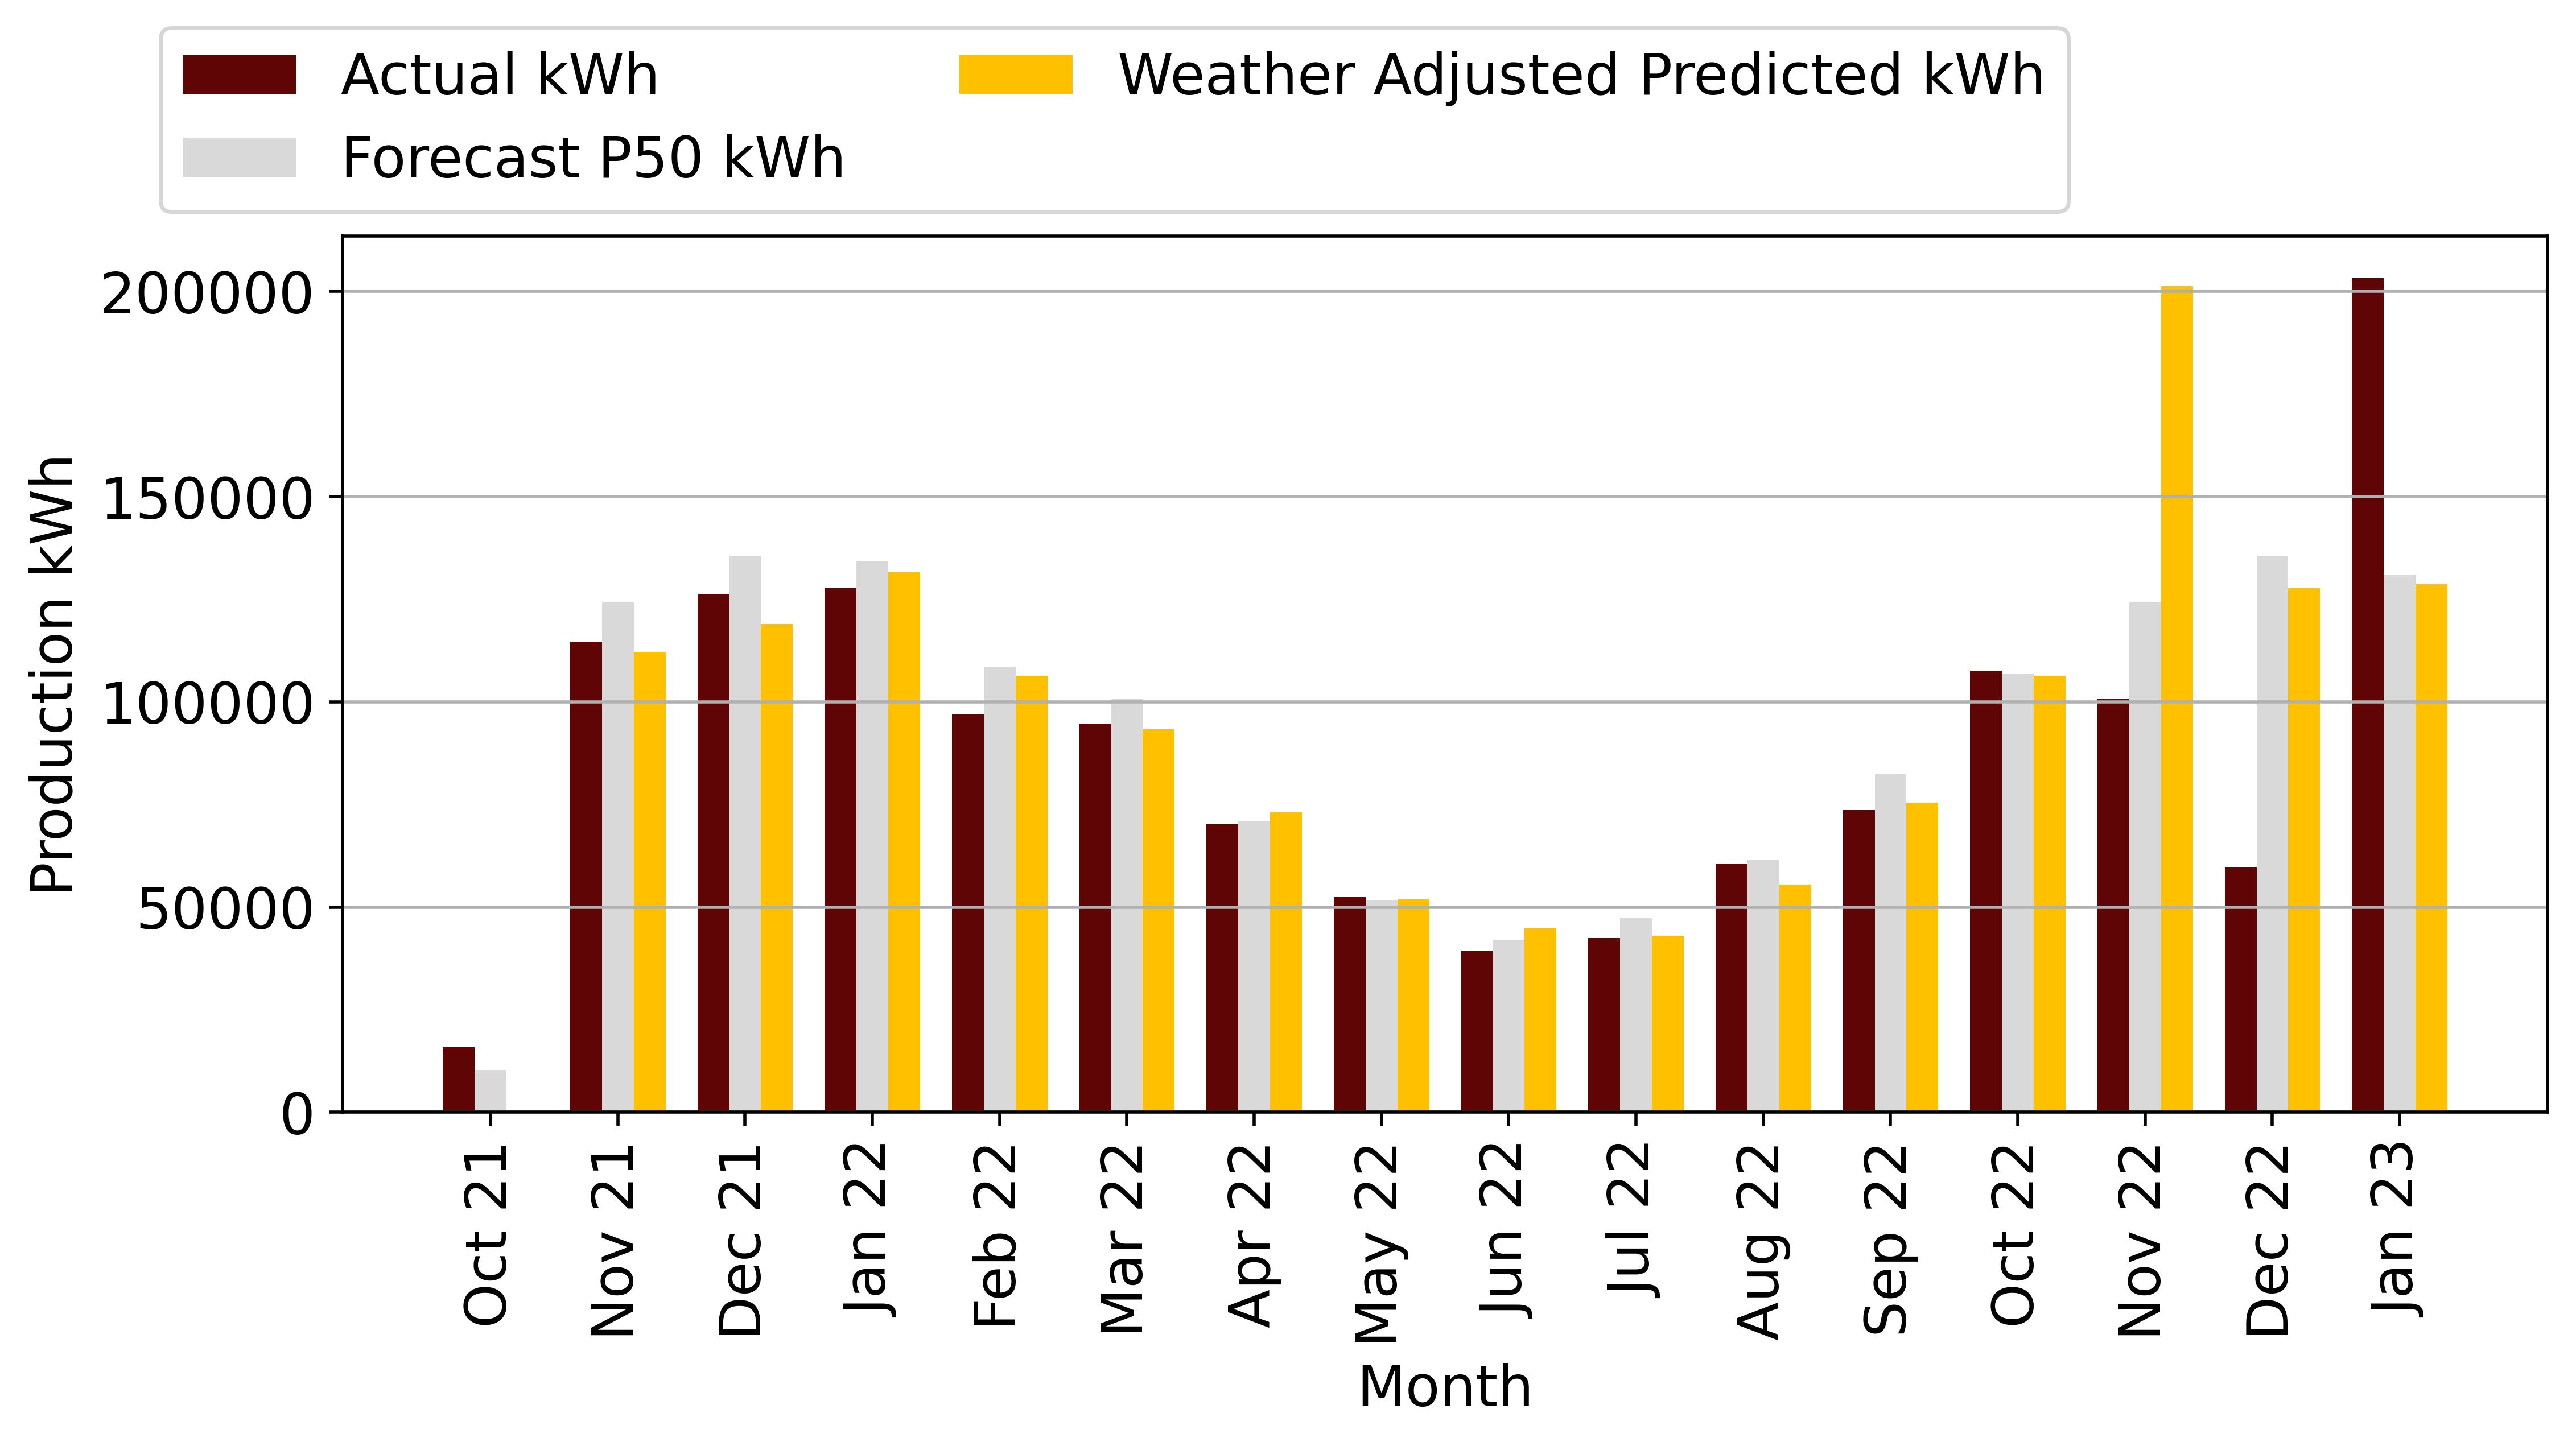 Actual kWh
Forecast P50 kWh
Weather Adjusted Predicted kWh
Production kWh
200000
150000
100000
50000
0
Oct 21
Nov 21
Dec 21
Jan 22
Feb 22
Mar 22
Apr 22
May 22
Jun 22
Jul 22
Aug 22
Sep 22
Oct 22
Nov 22
Dec 22
Jan 23
Month